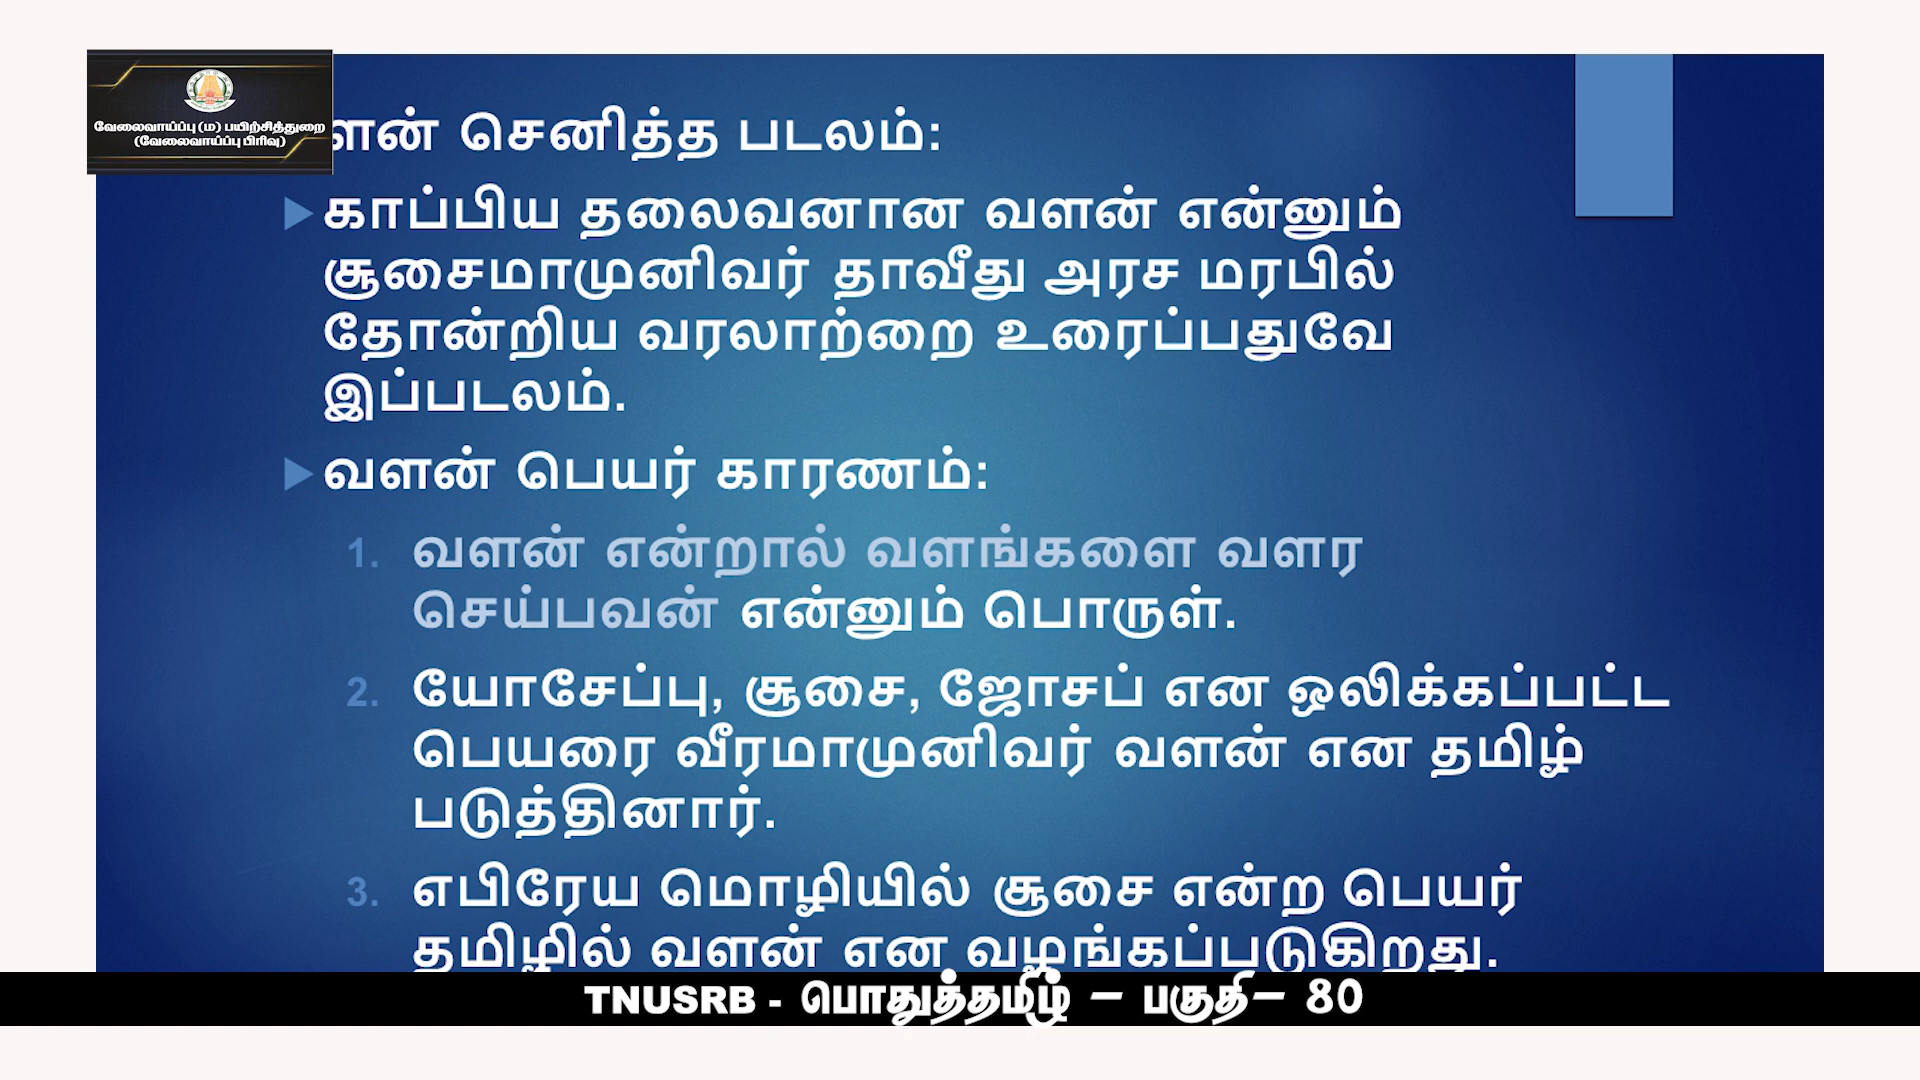 வேலைவாய்ப்பு (ம) பயிற்சித்துறை
(வேலைவாய்ப்பு பிரிவு)
செனித்த படலம்:
காப்பிய தலைவனான வளன் என்னும்
சூசைமாமுனிவர் தாவீது அரச மரபில்
தோன்றிய வரலாற்றை உரைப்பதுவே
இப்படலம்.
வளன் பெயர் காரணம்:
1. வளன் என்றால் வளங்களை வளர
செய்பவன் என்னும் பொருள்.
2. யோசேப்பு, சூசை, ஜோசப் என ஒலிக்கப்பட்ட
பெயரை வீரமாமுனிவர் வளன் என தமிழ்
படுத்தினார்.
3. எபிரேய மொழியில் சூசை என்ற பெயர்
தமிழில் வளன் என வழங்கப்படுகிறது.
TNUSRB - பொதுத்தமிழ் – பகுதி– 80